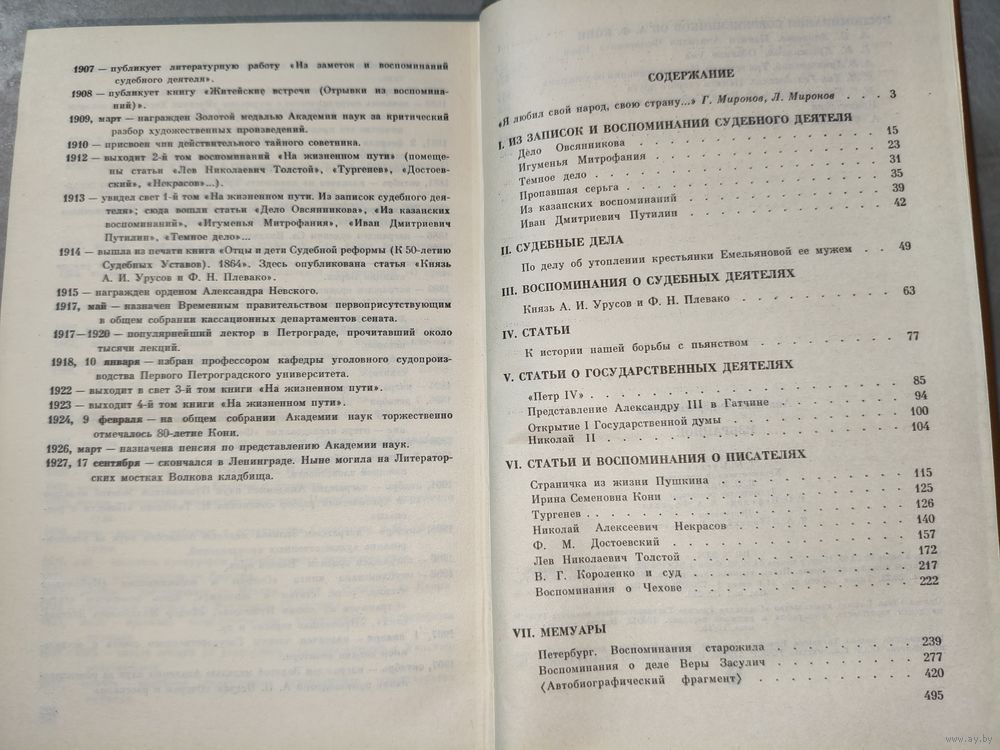 1907 — публикует литературную работу «Из заметок и воспоминаний
судебного деятеля».
1908 — публикует книгу «Житейские встречи (Отрывки из воспомина-
ний)».
1909, март — награжден Золотой медалью Академии наук за критический
разбор художественных произведений.
1910 — присвоен чин действительного тайного советника.
1912 — выходит 2-й том воспоминаний «На жизненном пути» (помеще-
ны статьи «Лев Николаевич Толстой», «Тургенев», «Достоев-
ский», «Некрасов»...).
1913 — увидел свет 1-й том «На жизненном пути. Из записок судебного дея-
теля»; сюда вошли статьи «Дело Овсянникова», «Из казанских
воспоминаний», «Игуменья Митрофания», «Иван Дмитриевич
Путилин», «Темное дело»...
1914 — вышла из печати книга «Отцы и дети Судебной реформы (К 50-летию
Судебных Уставов). 1864». Здесь опубликована статья «Князь
А. И. Урусов и Ф. Н. Плевако».
1915 — награжден орденом Александра Невского.
1917, май — назначен Временным правительством первоприсутствующим
в общем собрании кассационных департаментов сената.
1917—1920 — популярнейший лектор в Петрограде, прочитавший около
тысячи лекций.
1918, 10 января — избран профессором кафедры уголовного судопроиз-
водства Первого Петроградского университета.
1922 — выходит в свет 3-й том книги «На жизненном пути».
1923 — выходит 4-й том книги «На жизненном пути».
1924, 9 февраля — на общем собрании Академии наук торжественно
отмечалось 80-летие Кони.
1926, март — назначена пенсия по представлению Академии наук.
1927, 17 сентября — скончался в Ленинграде. Ныне могила на Литератор-
ских мостках Волкова кладбища.
СОДЕРЖАНИЕ
«Я любил свой народ, свою страну...» Г. Миронов, Л. Миронов . . . 3
I. ИЗ ЗАПИСОК И ВОСПОМИНАНИЙ СУДЕБНОГО ДЕЯТЕЛЯ
Дело Овсянникова . . . 15
Игуменья Митрофания . . . 23
Темное дело . . . 31
Пропавшая серьга . . . 35
Из казанских воспоминаний . . . 39
Иван Дмитриевич Путилин . . . 42
II. СУДЕБНЫЕ ДЕЛА
По делу об утоплении крестьянки Емельяновой ее мужем . . 49
III. ВОСПОМИНАНИЯ О СУДЕБНЫХ ДЕЯТЕЛЯХ
Князь А. И. Урусов и Ф. Н. Плевако . . . 63
IV. СТАТЬИ
К истории нашей борьбы с пьянством . . . 77
V. СТАТЬИ О ГОСУДАРСТВЕННЫХ ДЕЯТЕЛЯХ
«Петр IV» . . . 85
Представление Александру III в Гатчине . . . 94
Открытие I Государственной думы . . . 100
Николай II . . . 104
VI. СТАТЬИ И ВОСПОМИНАНИЯ О ПИСАТЕЛЯХ
Страничка из жизни Пушкина . . . 115
Ирина Семеновна Кони . . . 125
Тургенев . . . 126
Николай Алексеевич Некрасов . . . 140
Ф. М. Достоевский . . . 157
Лев Николаевич Толстой . . . 172
В. Г. Короленко и суд . . . 217
Воспоминания о Чехове . . . 222
VII. МЕМУАРЫ
Петербург. Воспоминания старожила . . . 239
Воспоминания о деле Веры Засулич . . . 277
〈Автобиографический фрагмент〉 . . . 420
495
www.ay.by